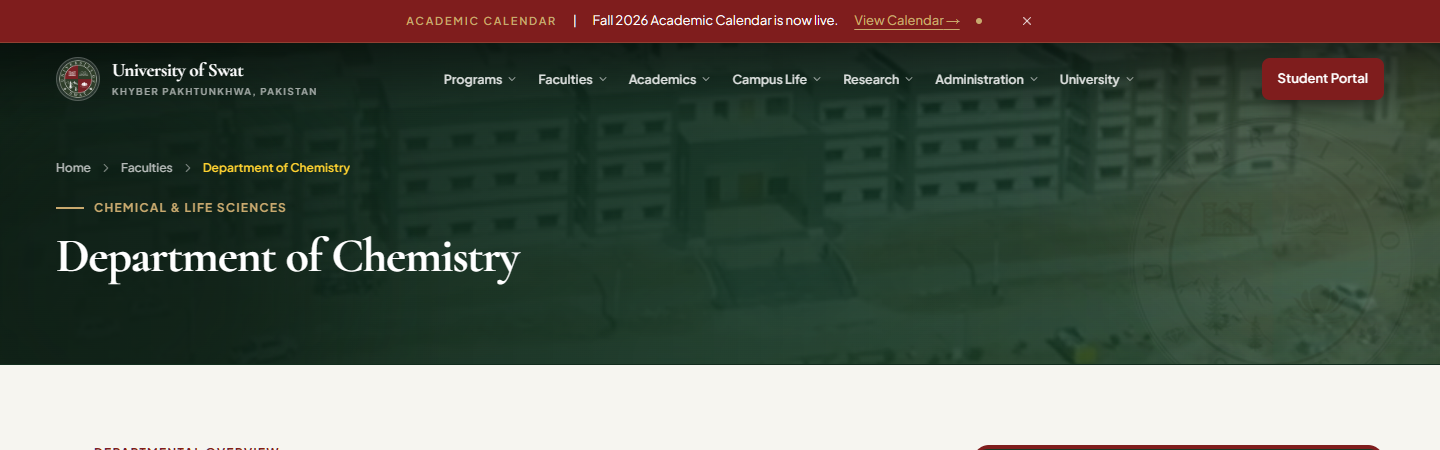 ACADEMIC CALENDAR | Fall 2026 Academic Calendar is now live. View Calendar → • ×
University of Swat
KHYBER PAKHTUNKHWA, PAKISTAN
Programs Faculties Academics Campus Life Research Administration University
Student Portal
Home > Faculties > Department of Chemistry
CHEMICAL & LIFE SCIENCES
Department of Chemistry
DEPARTMENTAL OVERVIEW